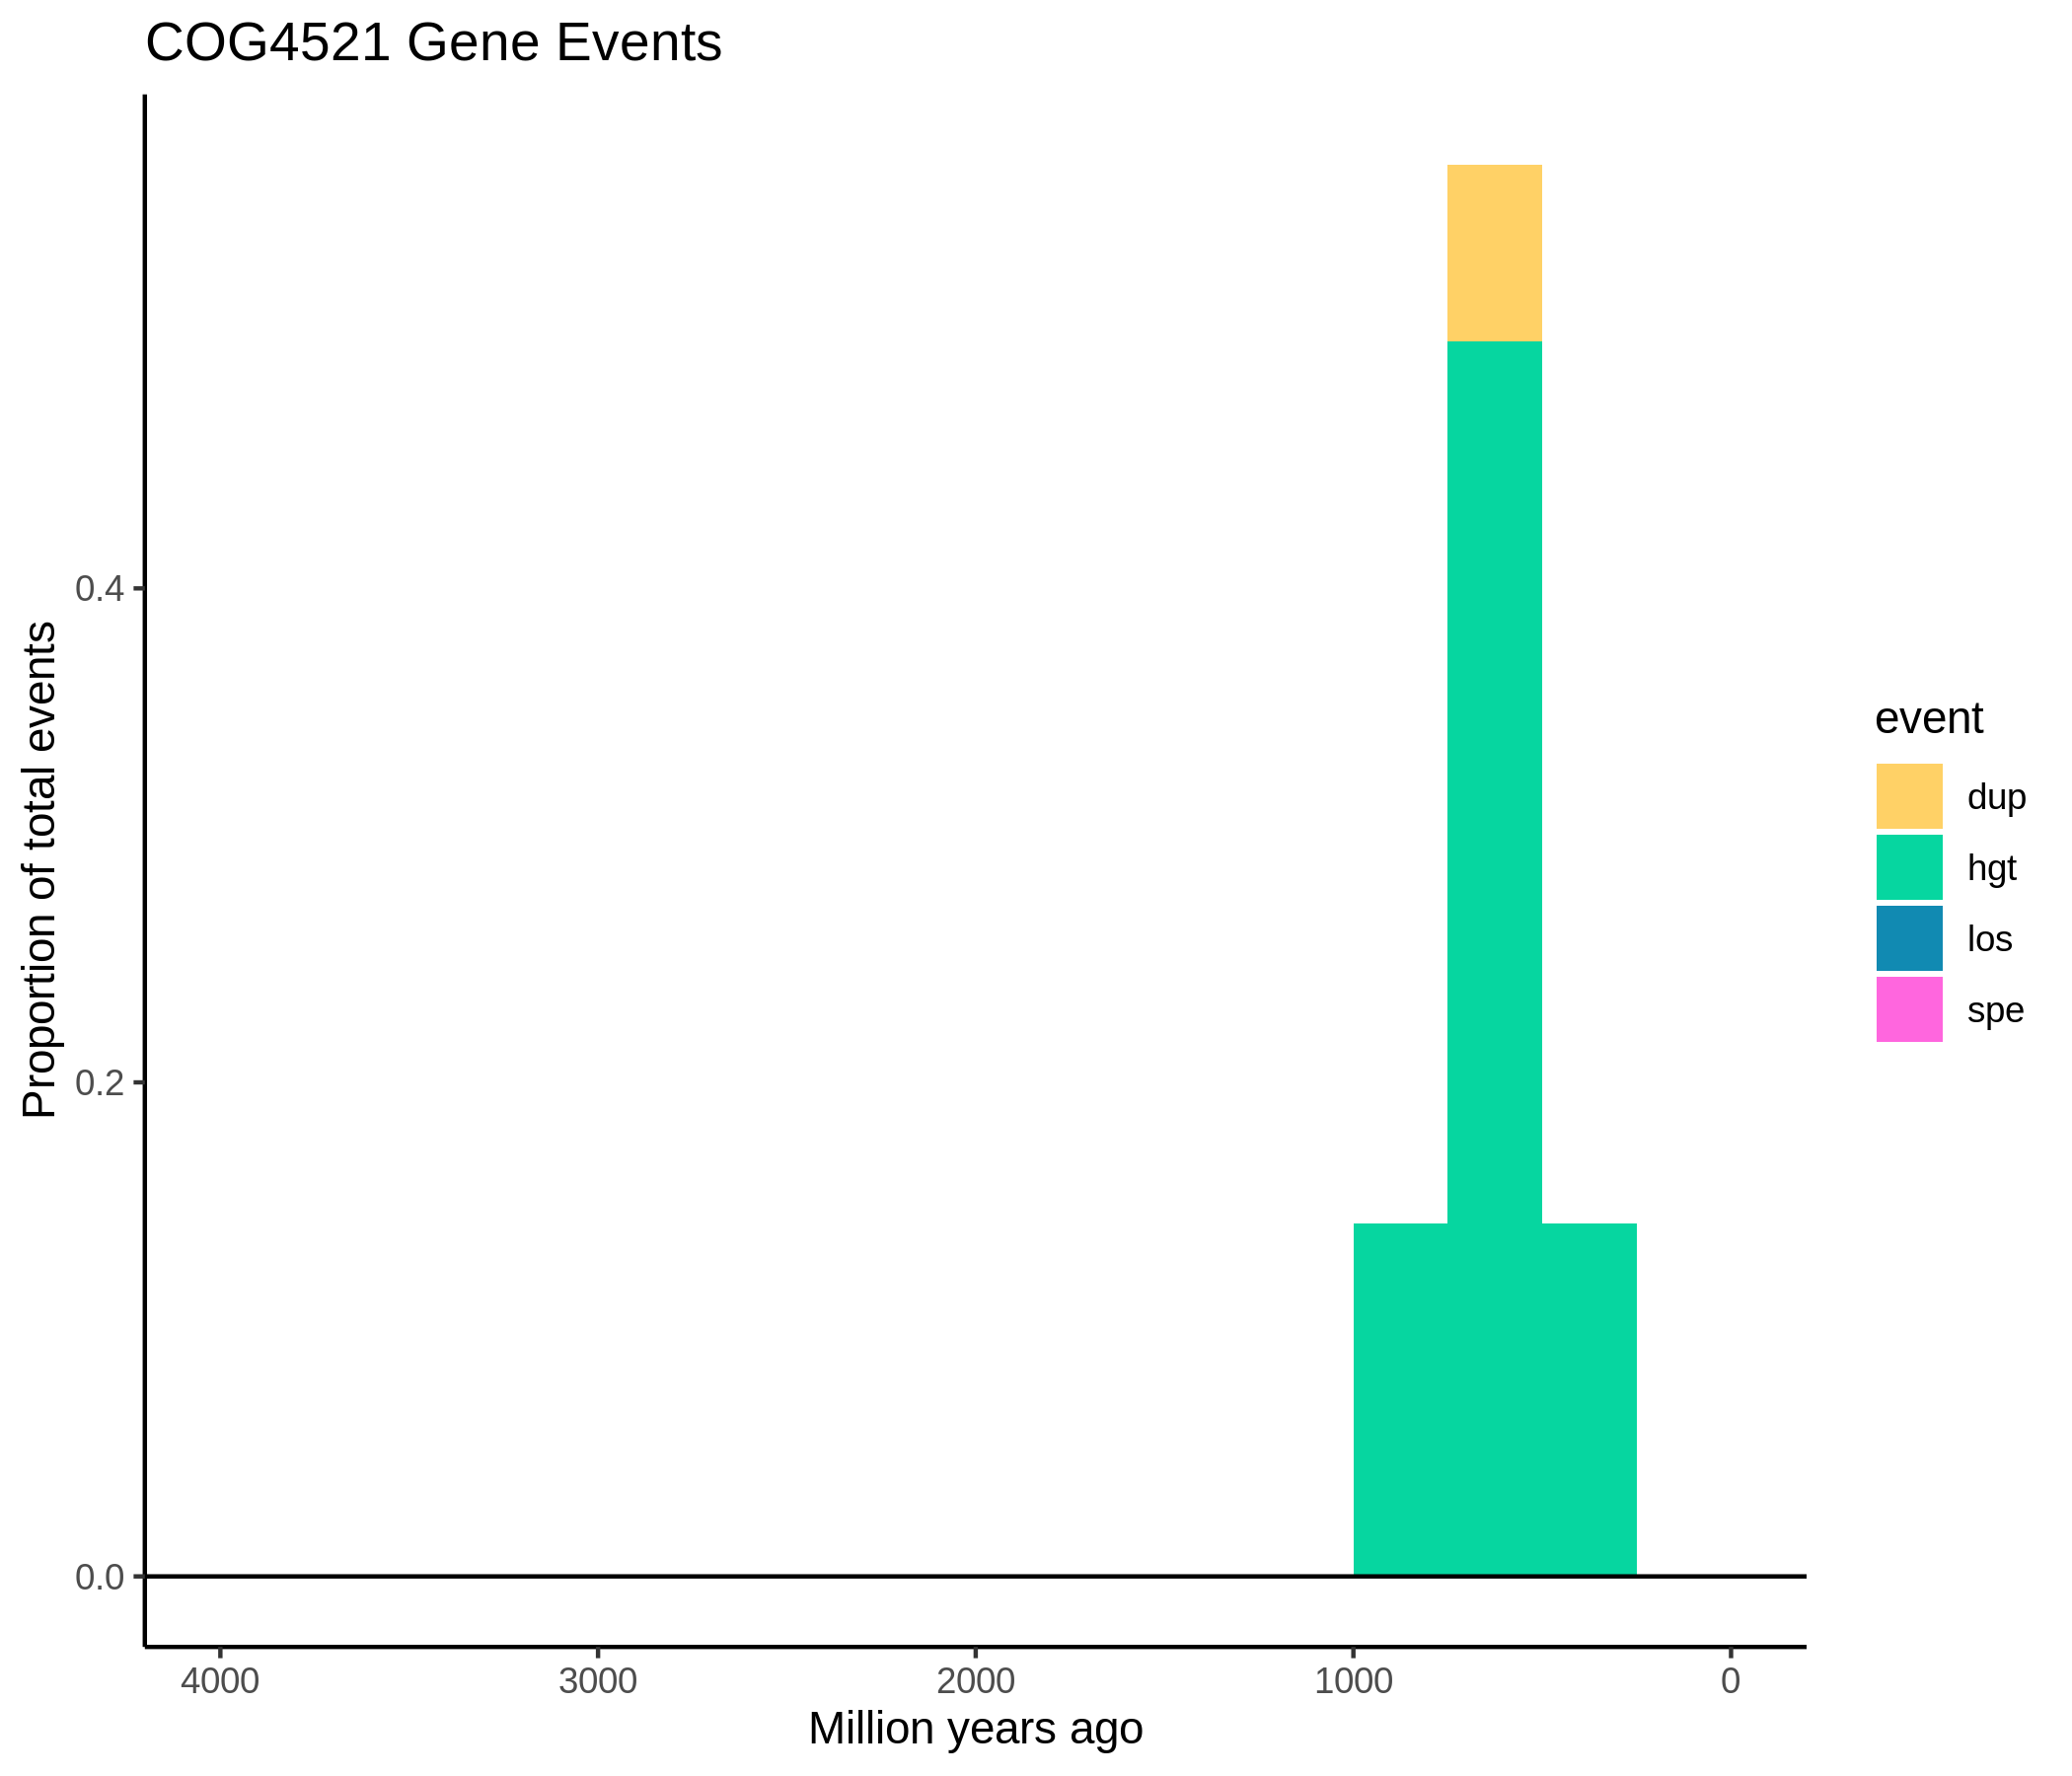 COG4521 Gene Events
Proportion of total events
0.4
0.2
0.0
4000 3000 2000 1000 0
Million years ago
event
dup
hgt
los
spe